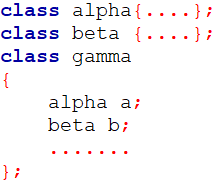 class alpha{....};
class beta {....};
class gamma
{
    alpha a;
    beta b;
    .......
};